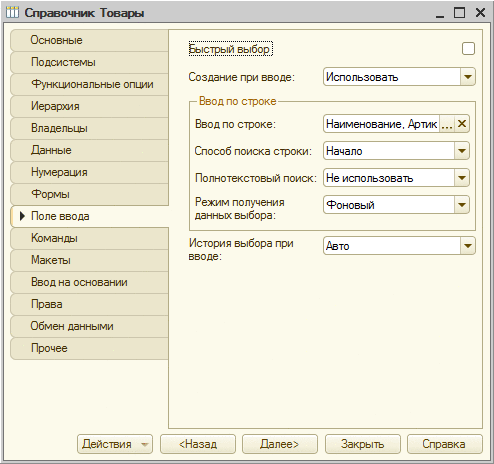 Справочник Товары
Основные
Подсистемы
Функциональные опции
Иерархия
Владельцы
Данные
Нумерация
Формы
Поле ввода
Команды
Макеты
Ввод на основании
Права
Обмен данными
Прочее
Быстрый выбор
Создание при вводе: Использовать
Ввод по строке
Ввод по строке: Наименование, Артик ...
Способ поиска строки: Начало
Полнотекстовый поиск: Не использовать
Режим получения
данных выбора: Фоновый
История выбора при
вводе: Авто
Действия <Назад Далее> Закрыть Справка